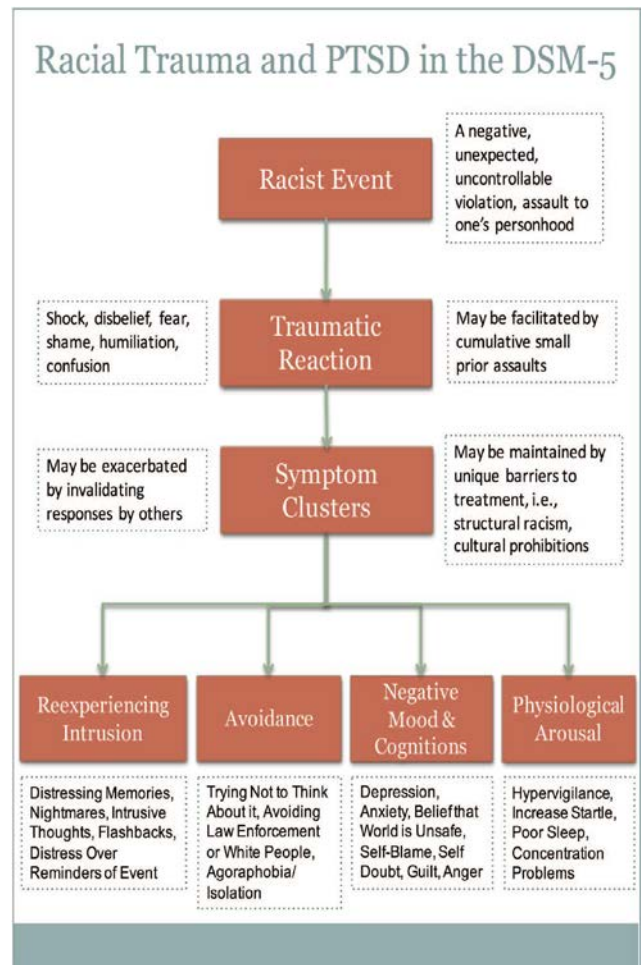 Racial Trauma and PTSD in the DSM-5
Racist Event
A negative,
unexpected,
uncontrollable
violation, assault to
one's personhood
Shock, disbelief, fear,
shame, humiliation,
confusion
Traumatic
Reaction
May be facilitated by
cumulative small
prior assaults
May be exacerbated
by invalidating
responses by others
Symptom
Clusters
May be maintained by
unique barriers to
treatment, i.e.,
structural racism,
cultural prohibitions
Reexperiencing
Intrusion
Avoidance
Negative
Mood &
Cognitions
Physiological
Arousal
Distressing Memories,
Nightmares, Intrusive
Thoughts, Flashbacks,
Distress Over
Reminders of Event
Trying Not to Think
About it, Avoiding
Law Enforcement
or White People,
Agoraphobia/
Isolation
Depression,
Anxiety, Belief that
World is Unsafe,
Self-Blame, Self
Doubt, Guilt, Anger
Hypervigilance,
Increase Startle,
Poor Sleep,
Concentration
Problems